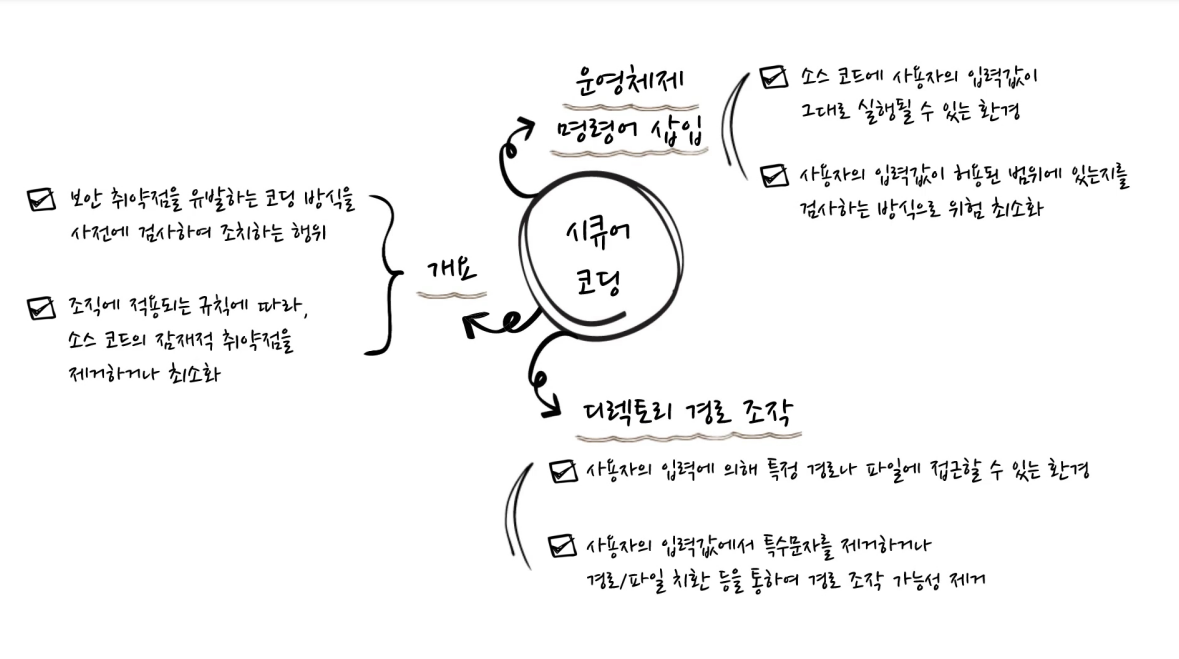 시큐어
코딩
개요
보안 취약점을 유발하는 코딩 방식을
사전에 검사하여 조치하는 행위
조직에 적용되는 규칙에 따라,
소스 코드의 잠재적 취약점을
제거하거나 최소화
운영체제
명령어 삽입
소스 코드에 사용자의 입력값이
그대로 실행될 수 있는 환경
사용자의 입력값이 허용된 범위에 있는지를
검사하는 방식으로 위험 최소화
디렉토리 경로 조작
사용자의 입력에 의해 특정 경로나 파일에 접근할 수 있는 환경
사용자의 입력값에서 특수문자를 제거하거나
경로/파일 치환 등을 통하여 경로 조작 가능성 제거